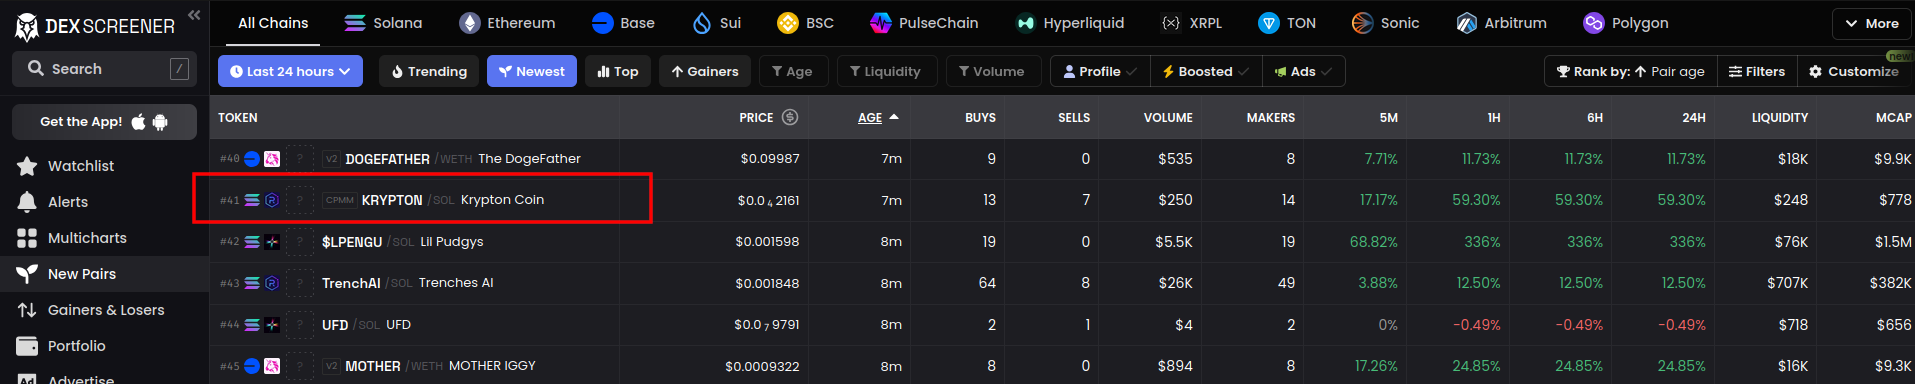 DEX SCREENER
Search /
Get the App!
Watchlist
Alerts
Multicharts
New Pairs
Gainers & Losers
Portfolio
Advertise
All Chains Solana Ethereum Base Sui BSC PulseChain Hyperliquid XRPL TON Sonic Arbitrum Polygon More
Last 24 hours Trending Newest Top Gainers Age Liquidity Volume Profile Boosted Ads Rank by: Pair age Filters Customize new
TOKEN PRICE AGE BUYS SELLS VOLUME MAKERS 5M 1H 6H 24H LIQUIDITY MCAP
#40 ? V2 DOGEFATHER /WETH The DogeFather $0.09987 7m 9 0 $535 8 7.71% 11.73% 11.73% 11.73% $18K $9.9K
#41 ? CPMM KRYPTON /SOL Krypton Coin $0.0₄2161 7m 13 7 $250 14 17.17% 59.30% 59.30% 59.30% $248 $778
#42 ? $LPENGU /SOL Lil Pudgys $0.001598 8m 19 0 $5.5K 19 68.82% 336% 336% 336% $76K $1.5M
#43 ? TrenchAI /SOL Trenches AI $0.001848 8m 64 8 $26K 49 3.88% 12.50% 12.50% 12.50% $707K $382K
#44 ? UFD /SOL UFD $0.0₇9791 8m 2 1 $4 2 0% -0.49% -0.49% -0.49% $718 $656
#45 ? V2 MOTHER /WETH MOTHER IGGY $0.0009322 8m 8 0 $894 8 17.26% 24.85% 24.85% 24.85% $16K $9.3K